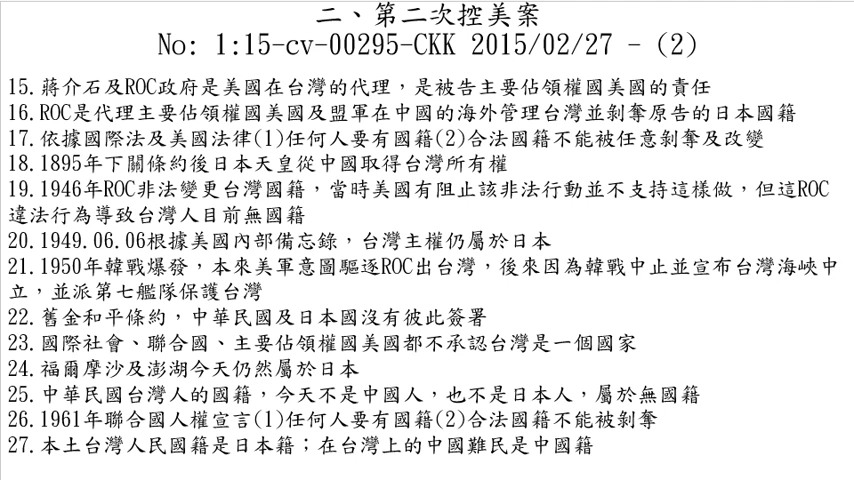 二、第二次控美案
No: 1:15-cv-00295-CKK 2015/02/27 - (2)
15.蔣介石及ROC政府是美國在台灣的代理，是被告主要佔領權國美國的責任
16.ROC是代理主要佔領權國美國及盟軍在中國的海外管理台灣並剝奪原告的日本國籍
17.依據國際法及美國法律(1)任何人要有國籍(2)合法國籍不能被任意剝奪及改變
18.1895年下關條約後日本天皇從中國取得台灣所有權
19.1946年ROC非法變更台灣國籍，當時美國有阻止該非法行動並不支持這樣做，但這ROC
違法行為導致台灣人目前無國籍
20.1949.06.06根據美國內部備忘錄，台灣主權仍屬於日本
21.1950年韓戰爆發，本來美軍意圖驅逐ROC出台灣，後來因為韓戰中止並宣布台灣海峽中
立，並派第七艦隊保護台灣
22.舊金和平條約，中華民國及日本國沒有彼此簽署
23.國際社會、聯合國、主要佔領權國美國都不承認台灣是一個國家
24.福爾摩沙及澎湖今天仍然屬於日本
25.中華民國台灣人的國籍，今天不是中國人，也不是日本人，屬於無國籍
26.1961年聯合國人權宣言(1)任何人要有國籍(2)合法國籍不能被剝奪
27.本土台灣人民國籍是日本籍；在台灣上的中國難民是中國籍